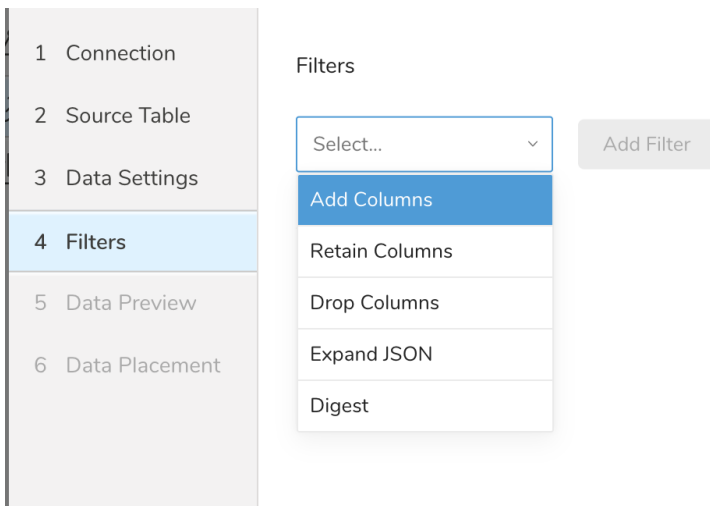 1 Connection
2 Source Table
3 Data Settings
4 Filters
5 Data Preview
6 Data Placement
Filters
Select...
Add Filter
Add Columns
Retain Columns
Drop Columns
Expand JSON
Digest